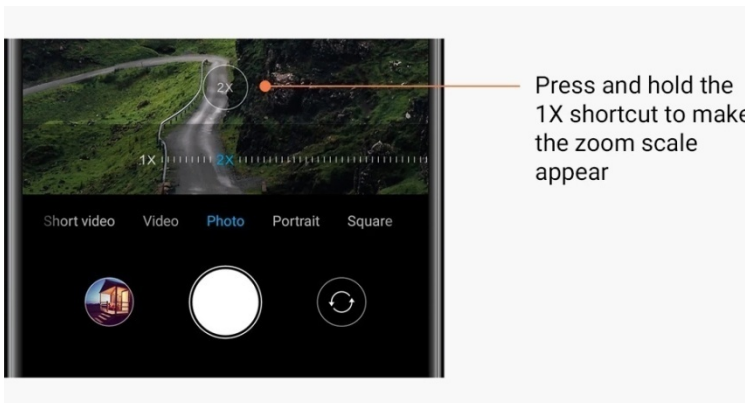 2X
Press and hold the
1X shortcut to make
the zoom scale
appear
1X 2X
Short video Video Photo Portrait Square